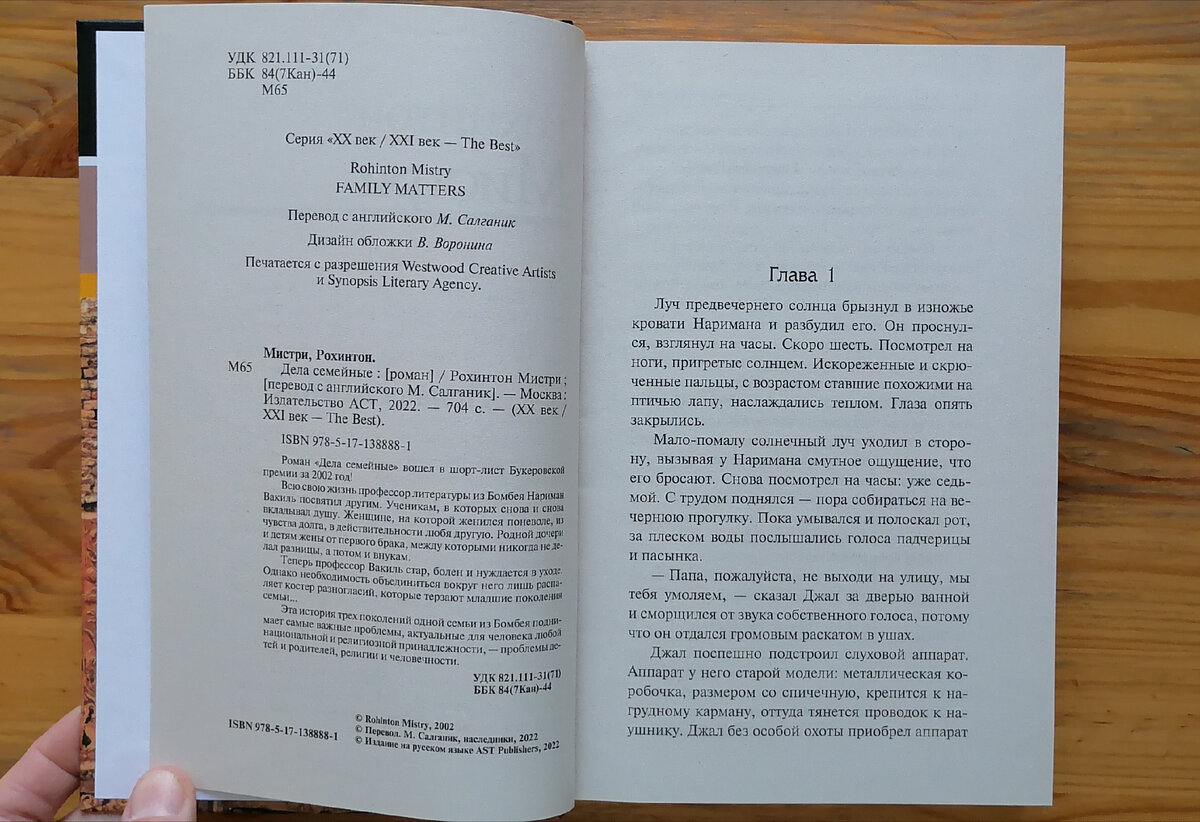 УДК 821.111-31(71)
ББК 84(7Кан)-44
М65
Серия «XX век / XXI век — The Best»
Rohinton Mistry
FAMILY MATTERS
Перевод с английского М. Салганик
Дизайн обложки В. Воронина
Печатается с разрешения Westwood Creative Artists
и Synopsis Literary Agency.
Мистри, Рохинтон.
М65 Дела семейные : [роман] / Рохинтон Мистри ;
[перевод с английского М. Салганик]. — Москва :
Издательство АСТ, 2022. — 704 с. — (XX век /
XXI век — The Best).
ISBN 978-5-17-138888-1
Роман «Дела семейные» вошел в шорт-лист Букеровской
премии за 2002 год!
Всю свою жизнь профессор литературы из Бомбея Нариман
Вакиль посвятил другим. Ученикам, в которых снова и снова
вкладывал душу. Женщине, на которой женился поневоле, из
чувства долга, в действительности любя другую. Родной дочери
и детям жены от первого брака, между которыми никогда не де-
лал разницы, а потом и внукам.
Теперь профессор Вакиль стар, болен и нуждается в уходе.
Однако необходимость объединиться вокруг него лишь распа-
ляет костер разногласий, которые терзают младшие поколения
семьи...
Эта история трех поколений одной семьи из Бомбея подни-
мает самые важные проблемы, актуальные для человека любой
национальной и религиозной принадлежности, — проблемы де-
тей и родителей, религии и человечности.
УДК 821.111-31(71)
ББК 84(7Кан)-44
© Rohinton Mistry, 2002
© Перевод. М. Салганик, наследники, 2022
ISBN 978-5-17-138888-1 © Издание на русском языке AST Publishers, 2022
Глава 1
Луч предвечернего солнца брызнул в изножье
кровати Наримана и разбудил его. Он проснул-
ся, взглянул на часы. Скоро шесть. Посмотрел на
ноги, пригретые солнцем. Искореженные и скрю-
ченные пальцы, с возрастом ставшие похожими на
птичью лапу, наслаждались теплом. Глаза опять
закрылись.
Мало-помалу солнечный луч уходил в сторо-
ну, вызывая у Наримана смутное ощущение, что
его бросают. Снова посмотрел на часы: уже седь-
мой. С трудом поднялся — пора собираться на ве-
чернюю прогулку. Пока умывался и полоскал рот,
за плеском воды послышались голоса падчерицы
и пасынка.
— Папа, пожалуйста, не выходи на улицу, мы
тебя умоляем, — сказал Джал за дверью ванной
и сморщился от звука собственного голоса, потому
что он отдался громовым раскатом в ушах.
Джал поспешно подстроил слуховой аппарат.
Аппарат у него старой модели: металлическая ко-
робочка, размером со спичечную, крепится к на-
грудному карману, оттуда тянется проводок к на-
ушнику. Джал без особой охоты приобрел аппарат